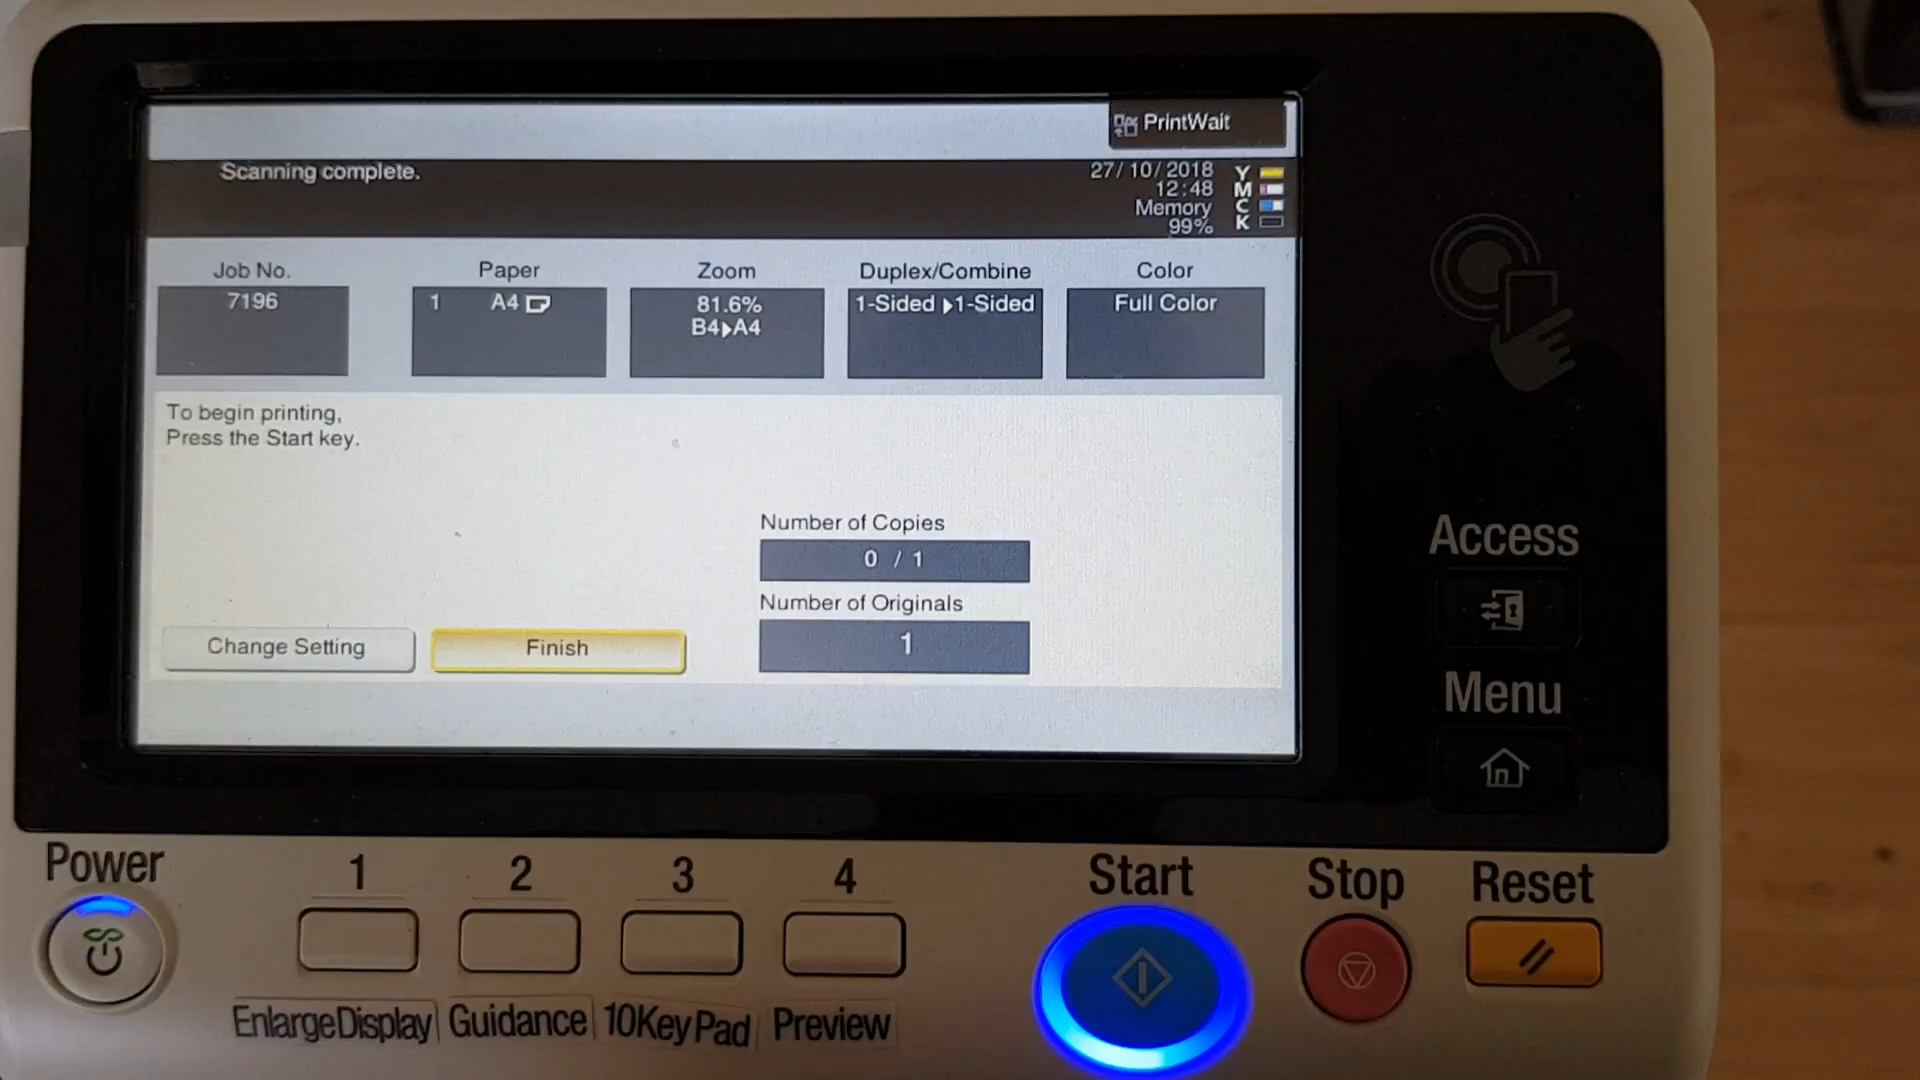 PrintWait
Scanning complete.
27/10/2018
12:48
Memory
99%
Y
M
C
K
Job No.
7196
Paper
1 A4
Zoom
81.6%
B4▸A4
Duplex/Combine
1-Sided ▸1-Sided
Color
Full Color
To begin printing,
Press the Start key.
Number of Copies
0 / 1
Number of Originals
1
Change Setting
Finish
Access
Menu
Power
1
2
3
4
Start
Stop
Reset
EnlargeDisplay
Guidance
10KeyPad
Preview